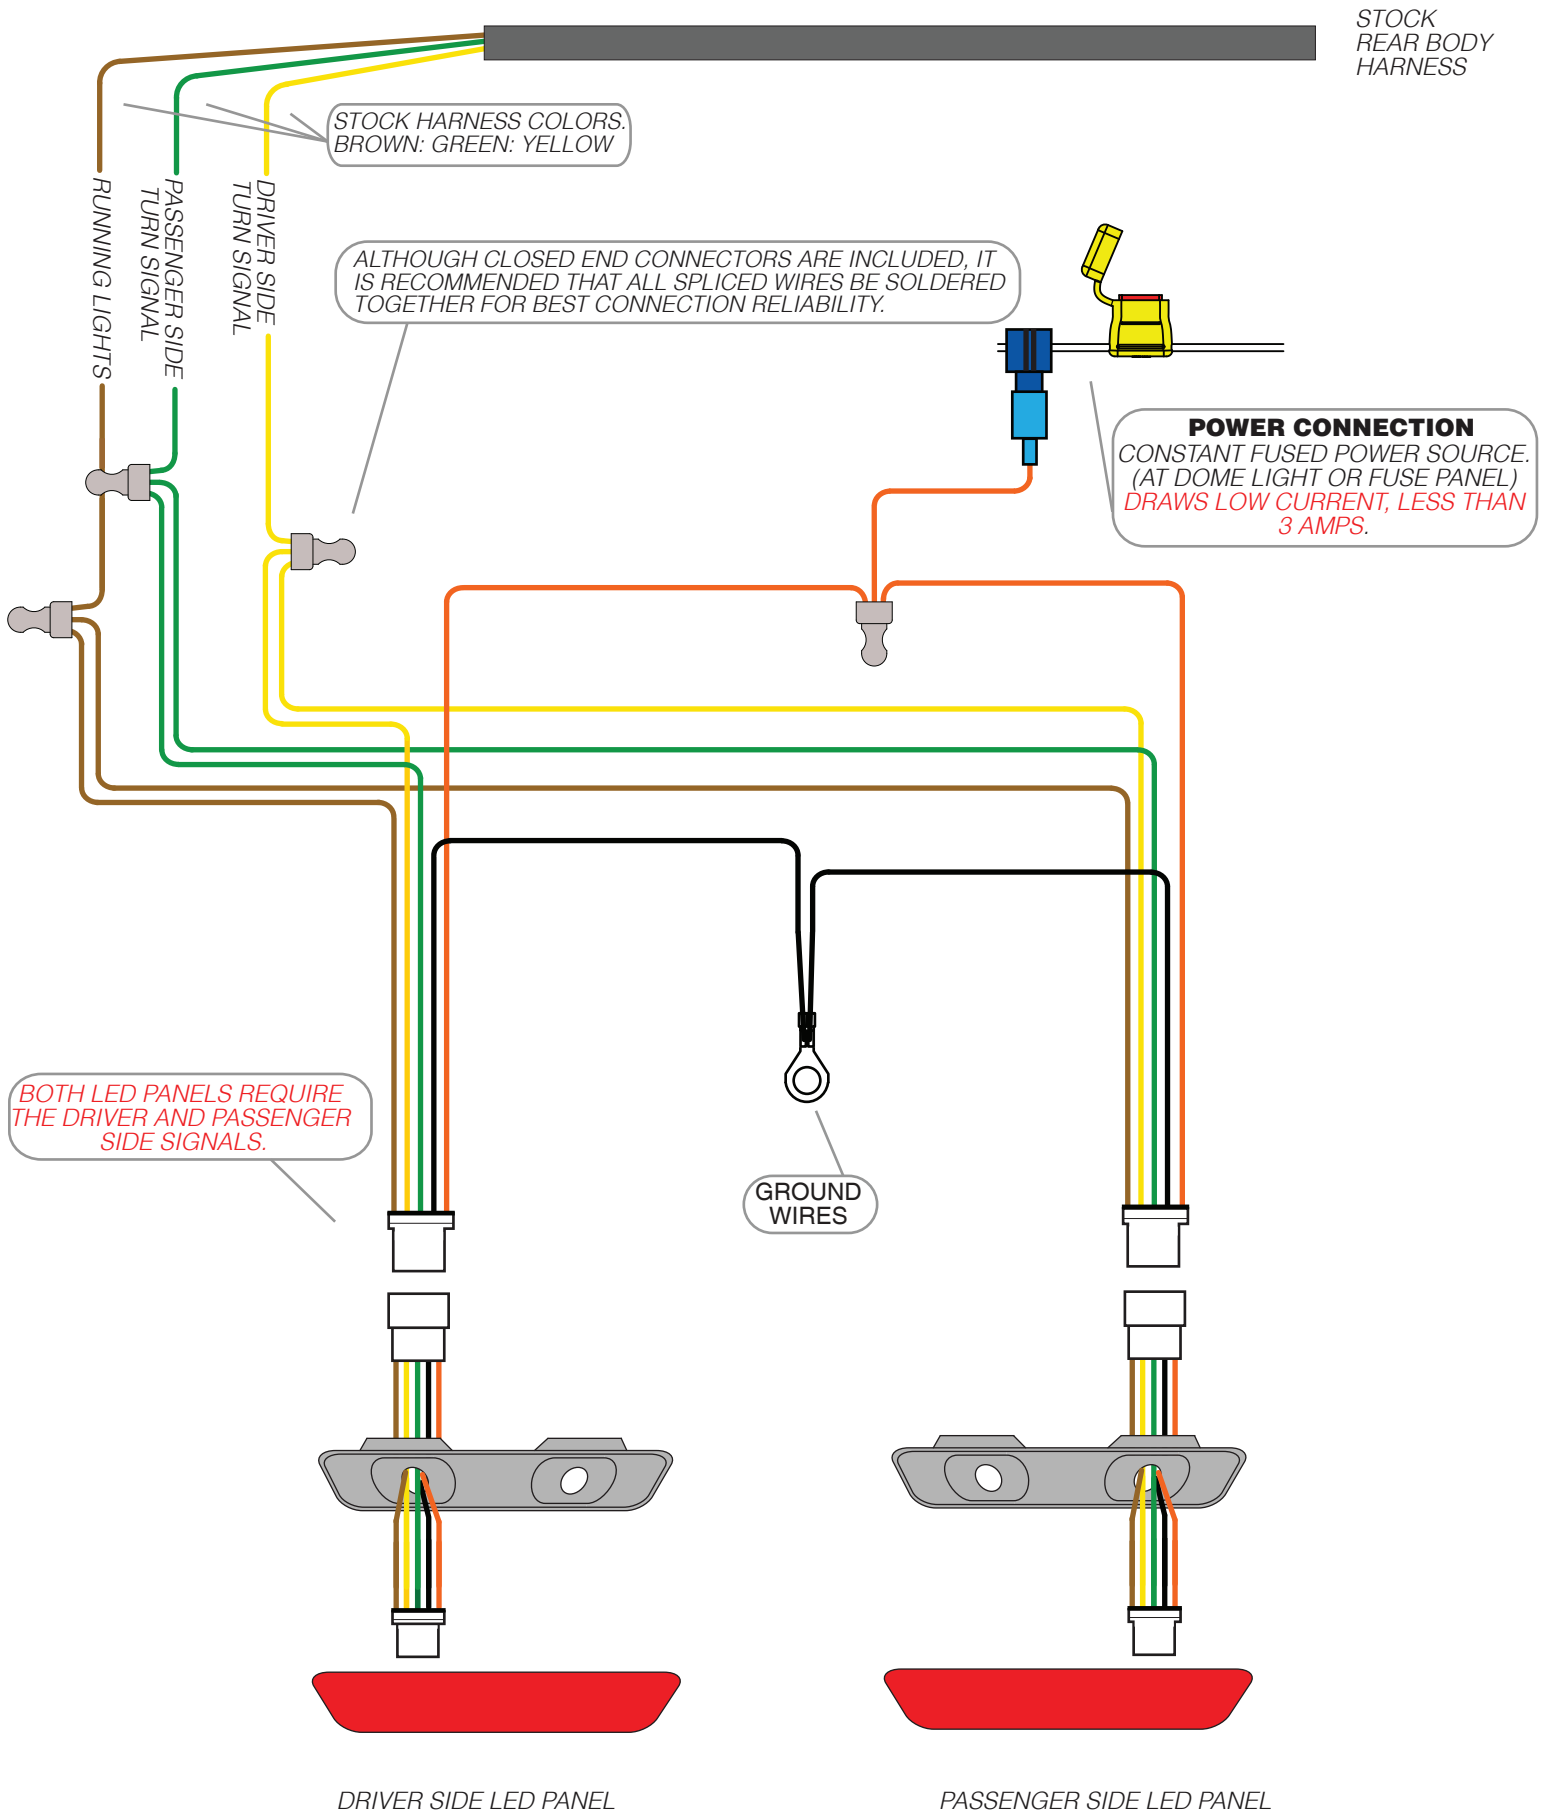 STOCK
REAR BODY
HARNESS
STOCK HARNESS COLORS.
BROWN: GREEN: YELLOW
RUNNING LIGHTS
PASSENGER SIDE
TURN SIGNAL
DRIVER SIDE
TURN SIGNAL
ALTHOUGH CLOSED END CONNECTORS ARE INCLUDED, IT
IS RECOMMENDED THAT ALL SPLICED WIRES BE SOLDERED
TOGETHER FOR BEST CONNECTION RELIABILITY.
POWER CONNECTION
CONSTANT FUSED POWER SOURCE.
(AT DOME LIGHT OR FUSE PANEL)
DRAWS LOW CURRENT, LESS THAN
3 AMPS.
BOTH LED PANELS REQUIRE
THE DRIVER AND PASSENGER
SIDE SIGNALS.
GROUND
WIRES
DRIVER SIDE LED PANEL
PASSENGER SIDE LED PANEL